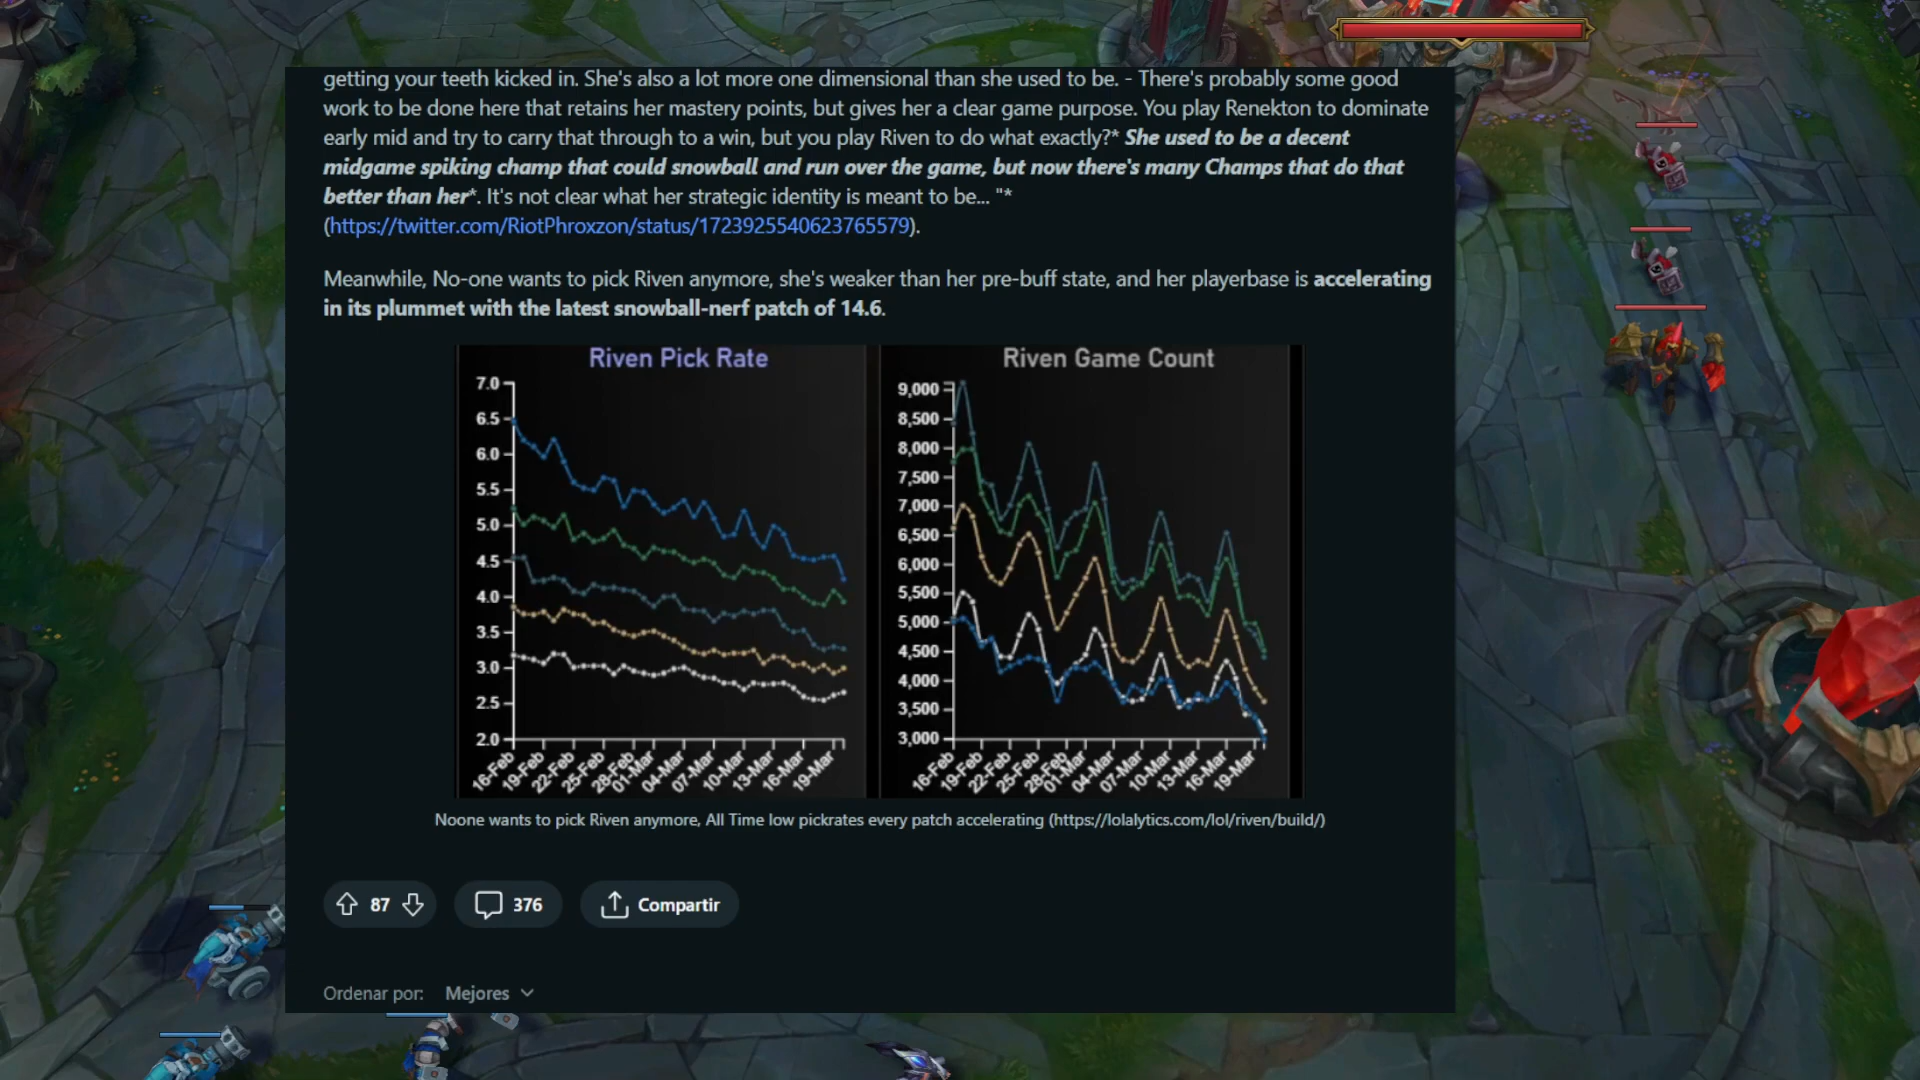 getting your teeth kicked in. She's also a lot more one dimensional than she used to be. - There's probably some good
work to be done here that retains her mastery points, but gives her a clear game purpose. You play Renekton to dominate
early mid and try to carry that through to a win, but you play Riven to do what exactly?* She used to be a decent
midgame spiking champ that could snowball and run over the game, but now there's many Champs that do that
better than her*. It's not clear what her strategic identity is meant to be... "*
(https://twitter.com/RiotPhroxzon/status/1723925540623765579).
Meanwhile, No-one wants to pick Riven anymore, she's weaker than her pre-buff state, and her playerbase is accelerating
in its plummet with the latest snowball-nerf patch of 14.6.
Riven Pick Rate
7.0
6.5
6.0
5.5
5.0
4.5
4.0
3.5
3.0
2.5
2.0
16-Feb 19-Feb 22-Feb 25-Feb 28-Feb 01-Mar 04-Mar 07-Mar 10-Mar 13-Mar 16-Mar 19-Mar
Riven Game Count
9,000
8,500
8,000
7,500
7,000
6,500
6,000
5,500
5,000
4,500
4,000
3,500
3,000
16-Feb 19-Feb 22-Feb 25-Feb 28-Feb 01-Mar 04-Mar 07-Mar 10-Mar 13-Mar 16-Mar 19-Mar
Noone wants to pick Riven anymore, All Time low pickrates every patch accelerating (https://lolalytics.com/lol/riven/build/)
87 376 Compartir
Ordenar por: Mejores